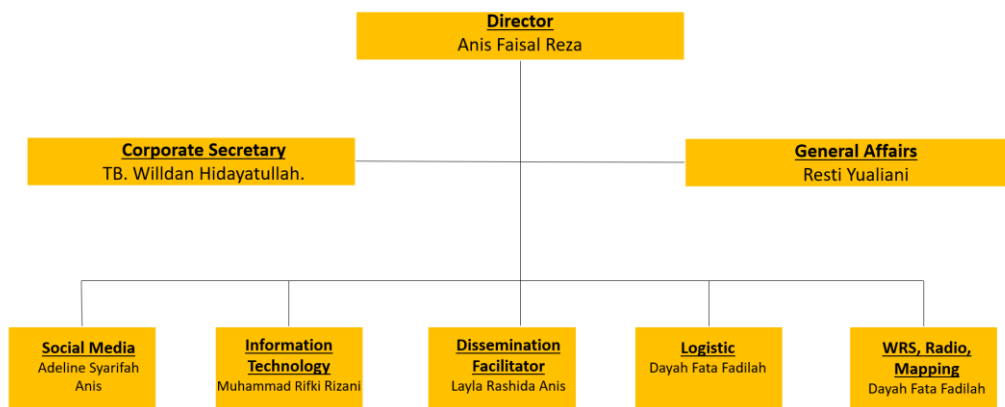 Director
Anis Faisal Reza
Corporate Secretary
TB. Willdan Hidayatullah.
General Affairs
Resti Yualiani
Social Media
Adeline Syarifah
Anis
Information
Technology
Muhammad Rifki Rizani
Dissemination
Facilitator
Layla Rashida Anis
Logistic
Dayah Fata Fadilah
WRS, Radio,
Mapping
Dayah Fata Fadilah